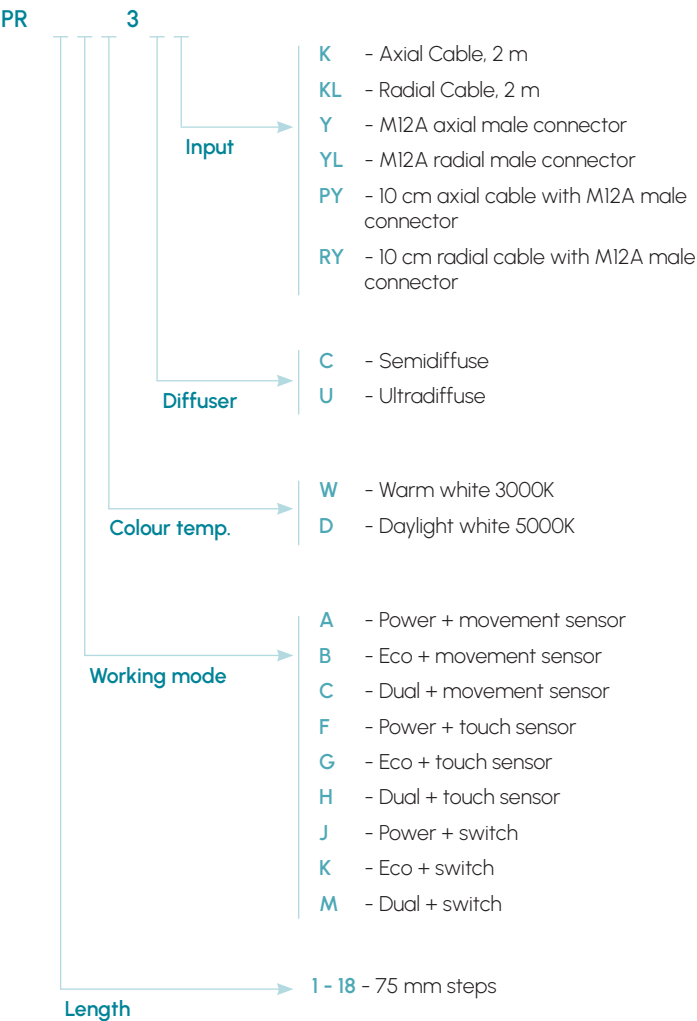 PR 3
K - Axial Cable, 2 m
KL - Radial Cable, 2 m
Y - M12A axial male connector
Input
YL - M12A radial male connector
PY - 10 cm axial cable with M12A male
connector
RY - 10 cm radial cable with M12A male
connector
C - Semidiffuse
Diffuser
U - Ultradiffuse
W - Warm white 3000K
Colour temp.
D - Daylight white 5000K
A - Power + movement sensor
B - Eco + movement sensor
Working mode
C - Dual + movement sensor
F - Power + touch sensor
G - Eco + touch sensor
H - Dual + touch sensor
J - Power + switch
K - Eco + switch
M - Dual + switch
1 - 18 - 75 mm steps
Length